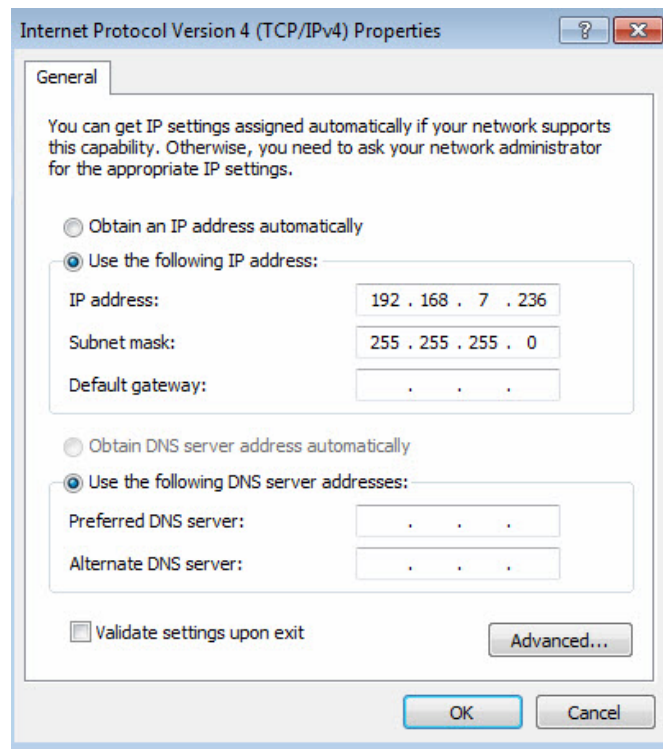 Internet Protocol Version 4 (TCP/IPv4) Properties
General
You can get IP settings assigned automatically if your network supports
this capability. Otherwise, you need to ask your network administrator
for the appropriate IP settings.
Obtain an IP address automatically
Use the following IP address:
IP address: 192 . 168 . 7 . 236
Subnet mask: 255 . 255 . 255 . 0
Default gateway: . . .
Obtain DNS server address automatically
Use the following DNS server addresses:
Preferred DNS server: . . .
Alternate DNS server: . . .
Validate settings upon exit
Advanced...
OK Cancel